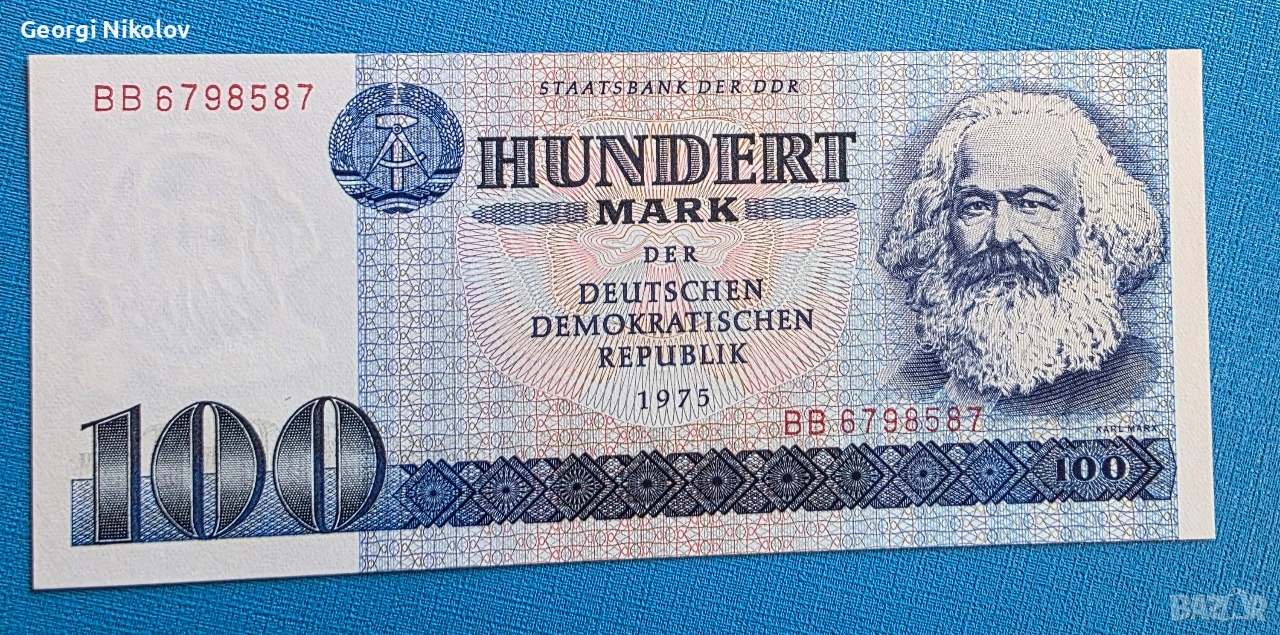 Georgi Nikolov
BB 6798587
STAATSBANK DER DDR
HUNDERT
MARK
DER
DEUTSCHEN
DEMOKRATISCHEN
REPUBLIK
1975
BB 6798587
KARL MARX
100
100
BAZAR